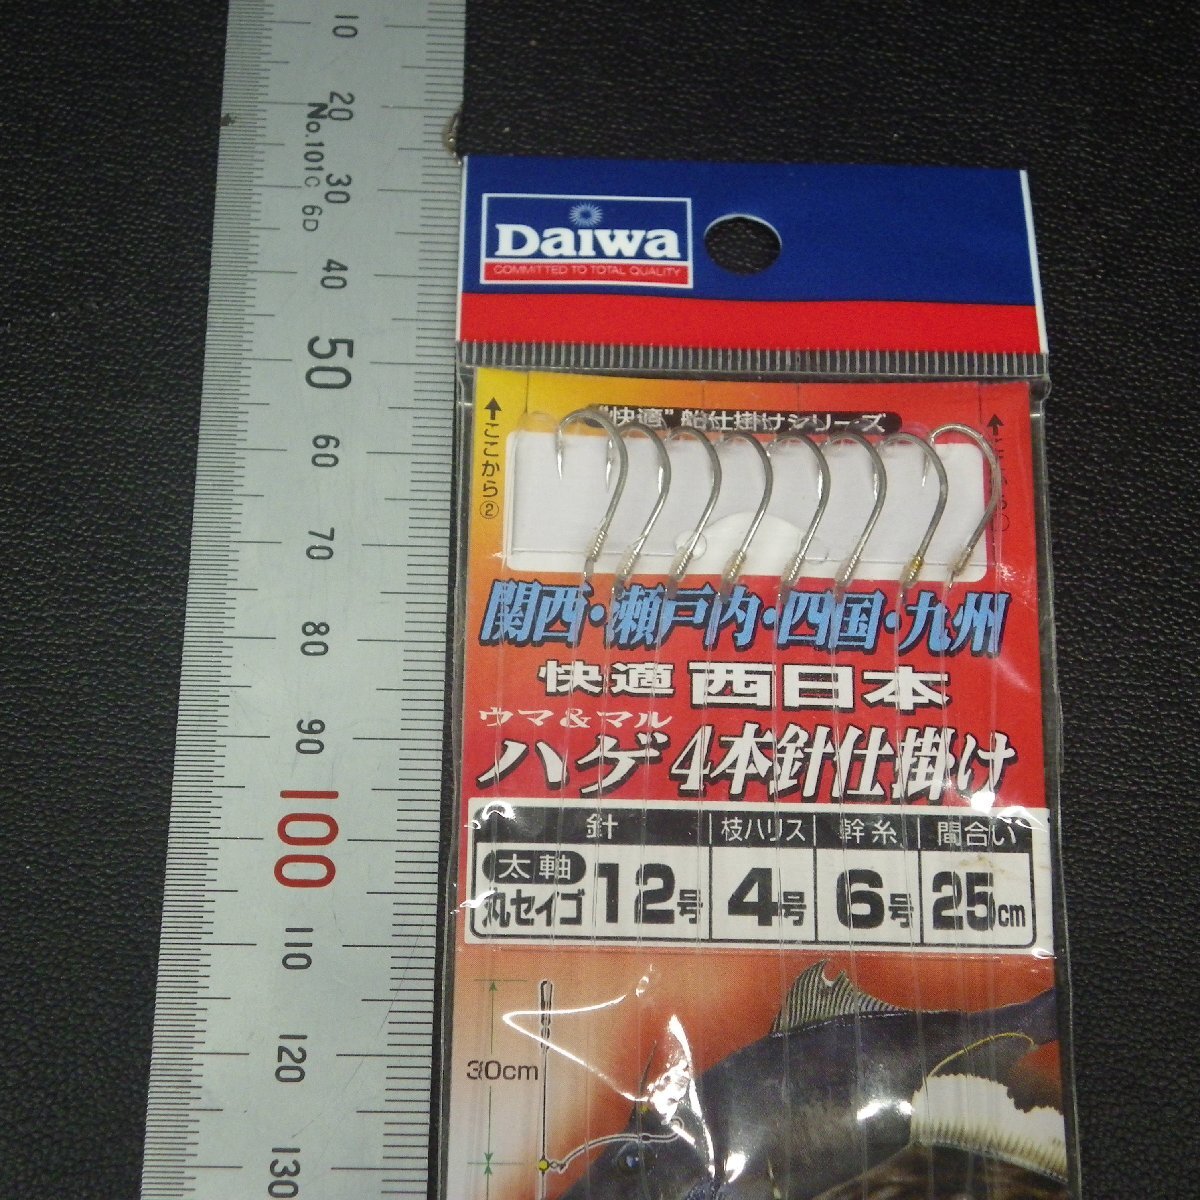 10
20
30
40
50
60
70
80
90
100
110
120
130
No.101C 6D
Daiwa
COMMITTED TO TOTAL QUALITY
"快適"船仕掛けシリーズ
ここから②
関西・瀬戸内・四国・九州
快適 西日本
ウマ&マル
ハゲ4本針仕掛け
針 枝ハリス 幹糸 間合い
太軸
丸セイゴ 12号 4号 6号 25cm
30cm